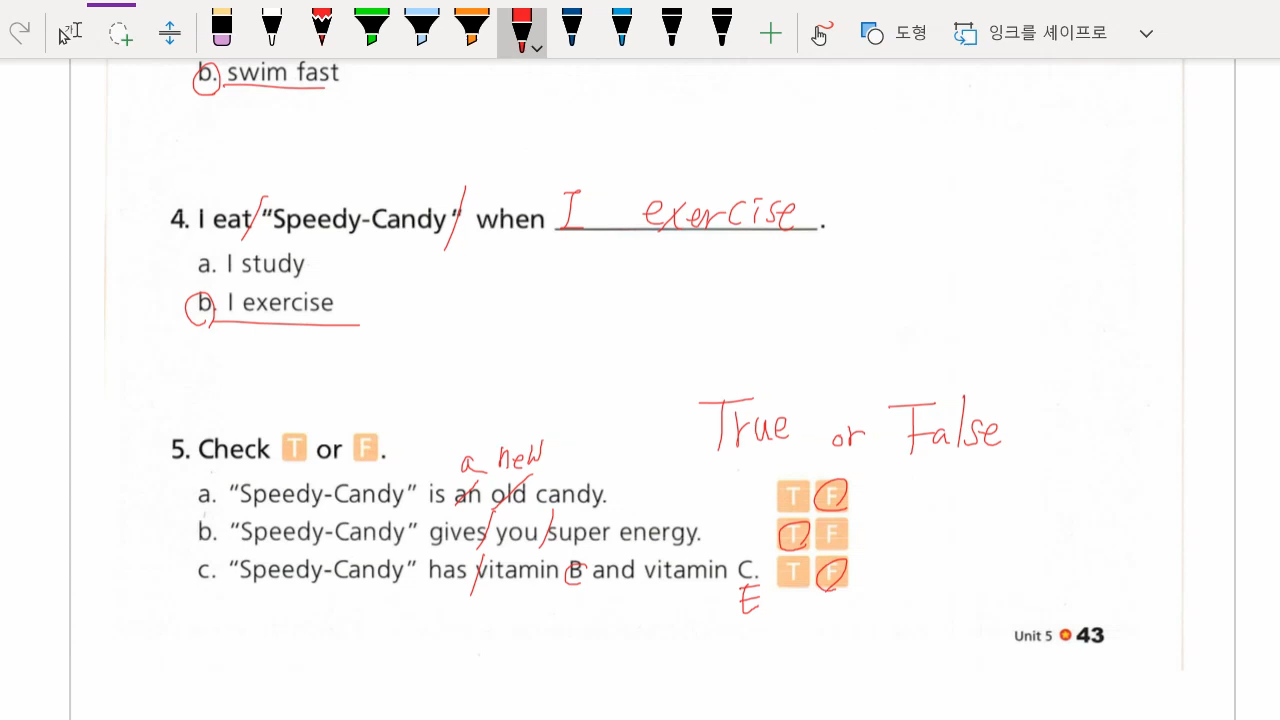 도형 잉크를 셰이프로
b. swim fast
4. I eat "Speedy-Candy" when I exercise.
a. I study
b. I exercise
True or False
5. Check T or F.
a new
a. "Speedy-Candy" is an old candy. T F
b. "Speedy-Candy" gives you super energy. T F
c. "Speedy-Candy" has vitamin B and vitamin C. T F
C E
Unit 5 43